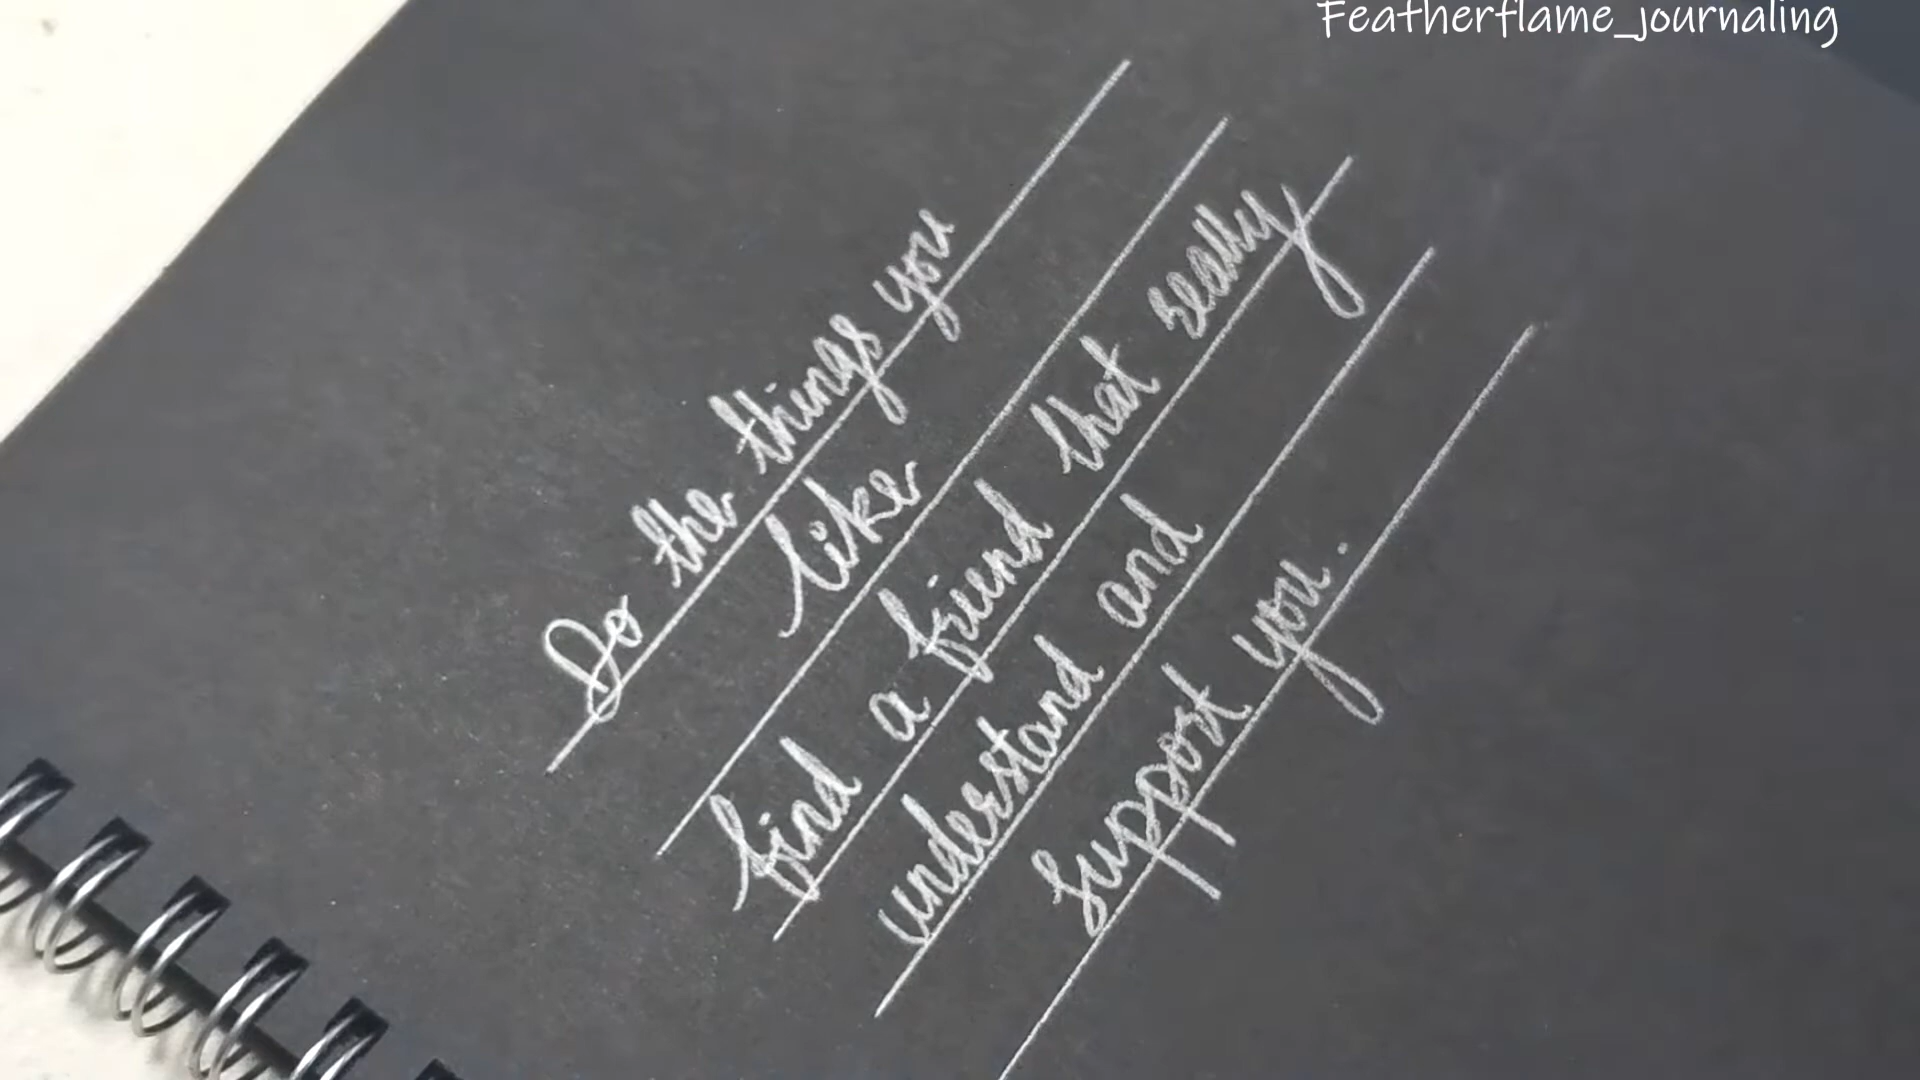 Featherflame_journaling
Do the things you
like
find a friend that really
understand and
support you.